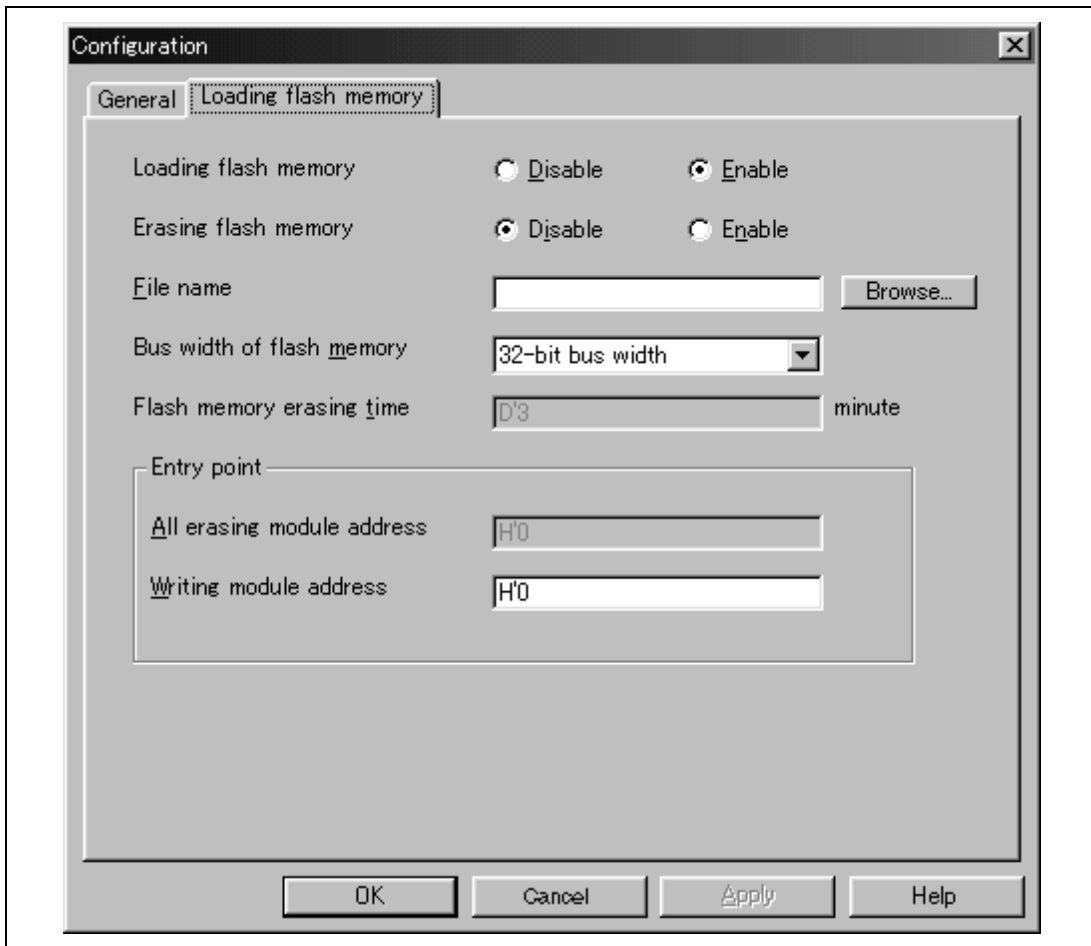 Configuration
General Loading flash memory
Loading flash memory Disable Enable
Erasing flash memory Disable Enable
File name Browse...
Bus width of flash memory 32-bit bus width
Flash memory erasing time D'3 minute
Entry point
All erasing module address H'0
Writing module address H'0
OK Cancel Apply Help